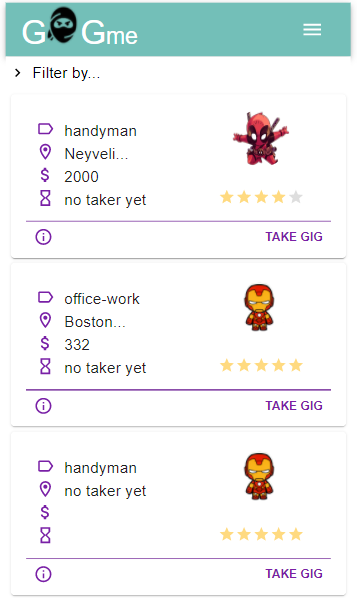 G Gme
Filter by...
handyman
Neyveli...
2000
no taker yet
TAKE GIG
office-work
Boston...
332
no taker yet
TAKE GIG
handyman
no taker yet
TAKE GIG